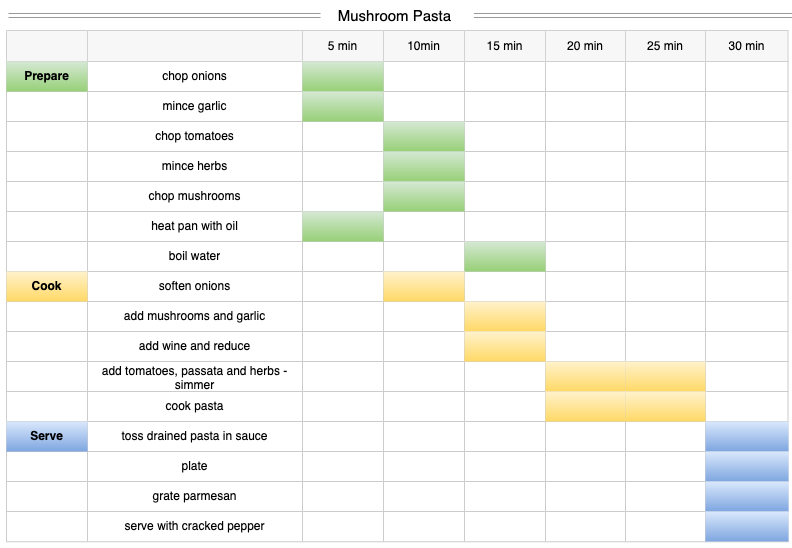 Mushroom Pasta
5 min 10min 15 min 20 min 25 min 30 min
Prepare chop onions
mince garlic
chop tomatoes
mince herbs
chop mushrooms
heat pan with oil
boil water
Cook soften onions
add mushrooms and garlic
add wine and reduce
add tomatoes, passata and herbs -
simmer
cook pasta
Serve toss drained pasta in sauce
plate
grate parmesan
serve with cracked pepper